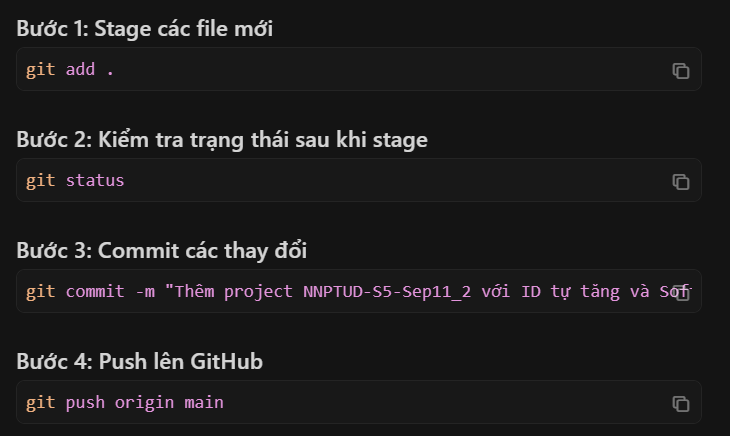 Bước 1: Stage các file mới
git add .
Bước 2: Kiểm tra trạng thái sau khi stage
git status
Bước 3: Commit các thay đổi
git commit -m "Thêm project NNPTUD-S5-Sep11_2 với ID tự tăng và
Bước 4: Push lên GitHub
git push origin main